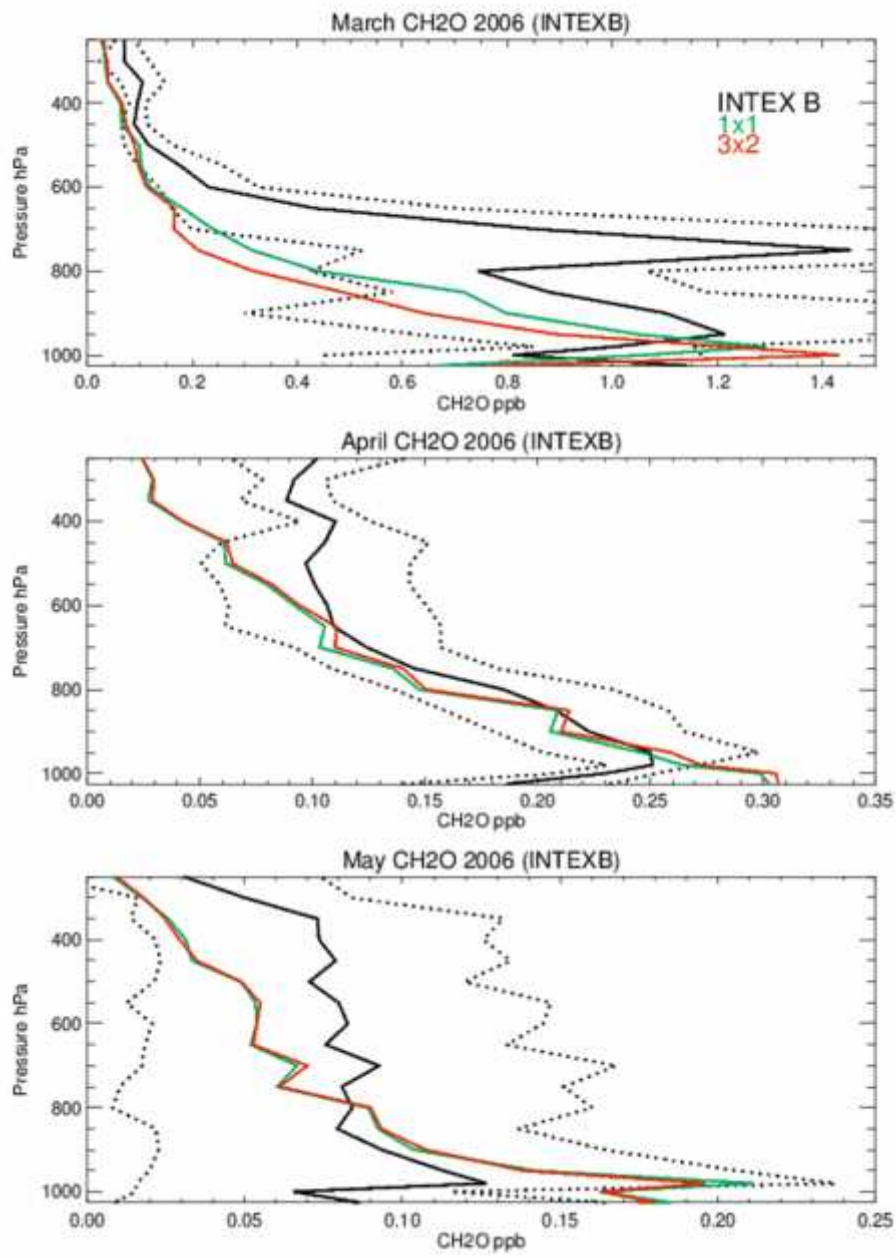 March CH2O 2006 (INTEXB)
INTEX B
1x1
3x2
Pressure hPa
400
600
800
1000
0.0 0.2 0.4 0.6 0.8 1.0 1.2 1.4
CH2O ppb
April CH2O 2006 (INTEXB)
Pressure hPa
400
600
800
1000
0.00 0.05 0.10 0.15 0.20 0.25 0.30 0.35
CH2O ppb
May CH2O 2006 (INTEXB)
Pressure hPa
400
600
800
1000
0.00 0.05 0.10 0.15 0.20 0.25
CH2O ppb